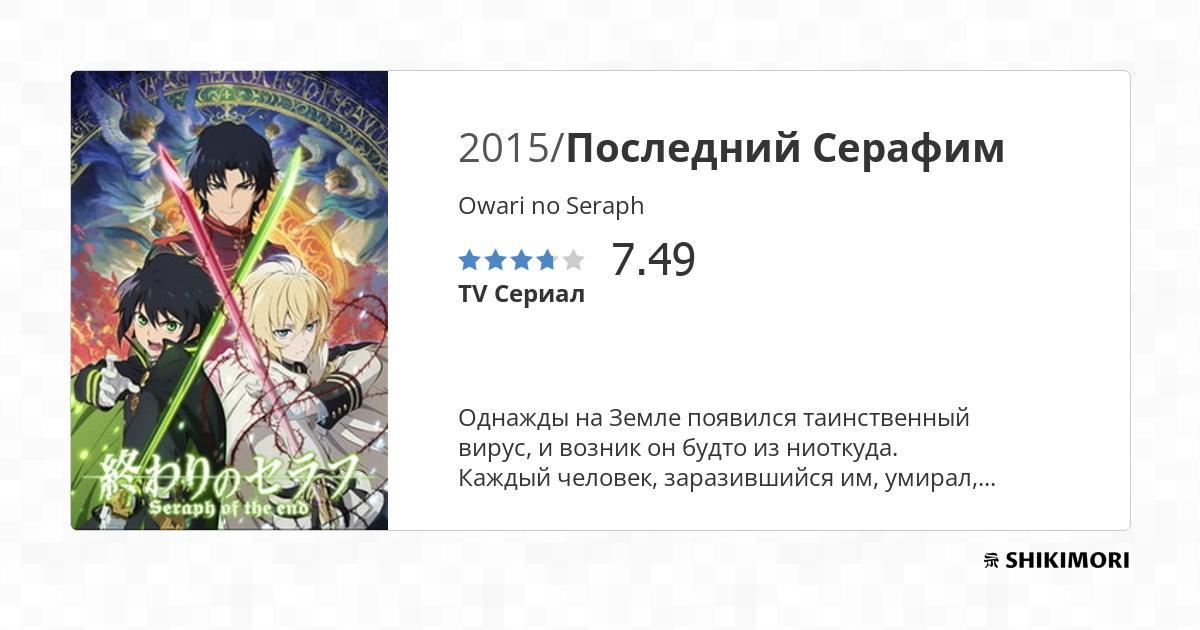 終わりのセラフ
Seraph of the end
2015/Последний Серафим
Owari no Seraph
7.49
TV Сериал
Однажды на Земле появился таинственный
вирус, и возник он будто из ниоткуда.
Каждый человек, заразившийся им, умирал,...
SHIKIMORI